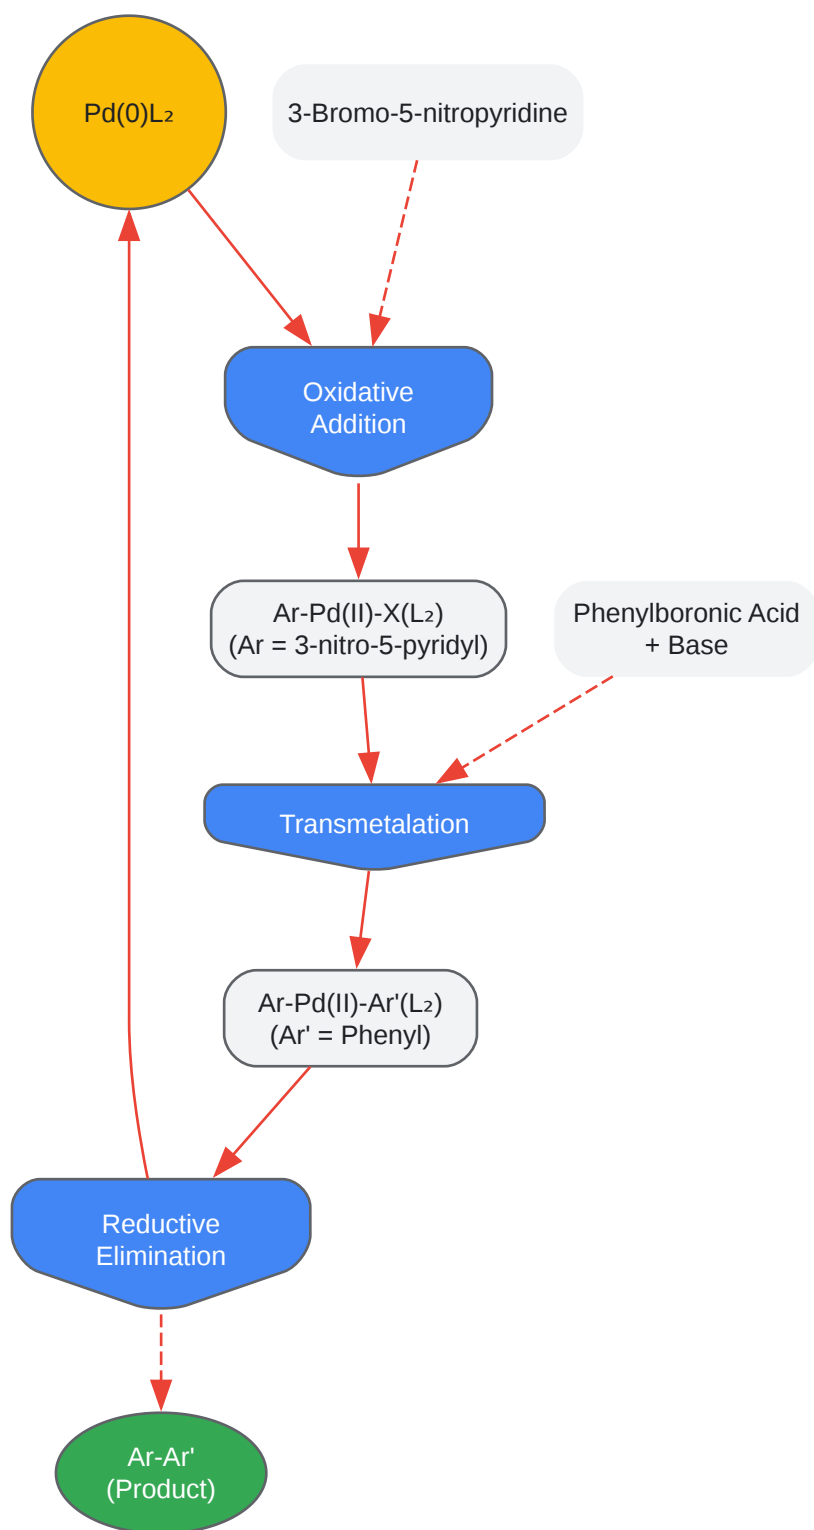 Pd(0)L₂
3-Bromo-5-nitropyridine
Oxidative
Addition
Ar-Pd(II)-X(L₂)
(Ar = 3-nitro-5-pyridyl)
Phenylboronic Acid
+ Base
Transmetalation
Ar-Pd(II)-Ar'(L₂)
(Ar' = Phenyl)
Reductive
Elimination
Ar-Ar'
(Product)